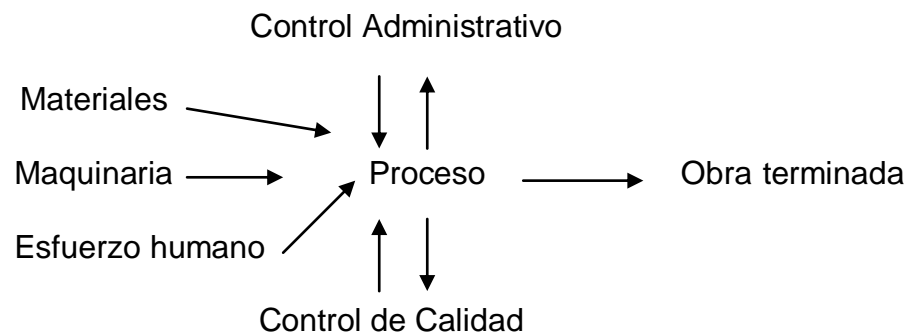 Control Administrativo
Materiales
Maquinaria
Proceso
Obra terminada
Esfuerzo humano
Control de Calidad